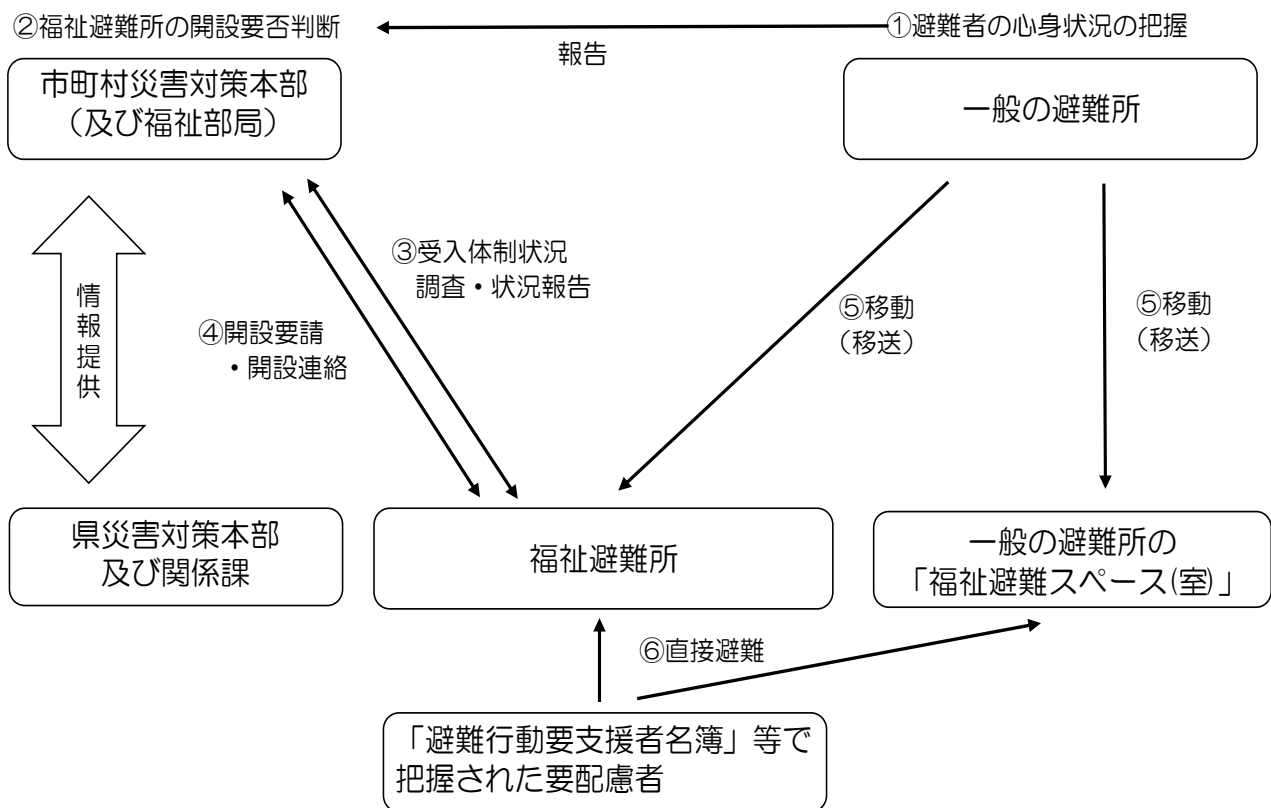 ②福祉避難所の開設要否判断
①避難者の心身状況の把握
報告
市町村災害対策本部
（及び福祉部局）
一般の避難所
③受入体制状況
調査・状況報告
④開設要請
・開設連絡
情報提供
⑤移動
（移送）
⑤移動
（移送）
県災害対策本部
及び関係課
福祉避難所
一般の避難所の
「福祉避難スペース(室)」
⑥直接避難
「避難行動要支援者名簿」等で
把握された要配慮者